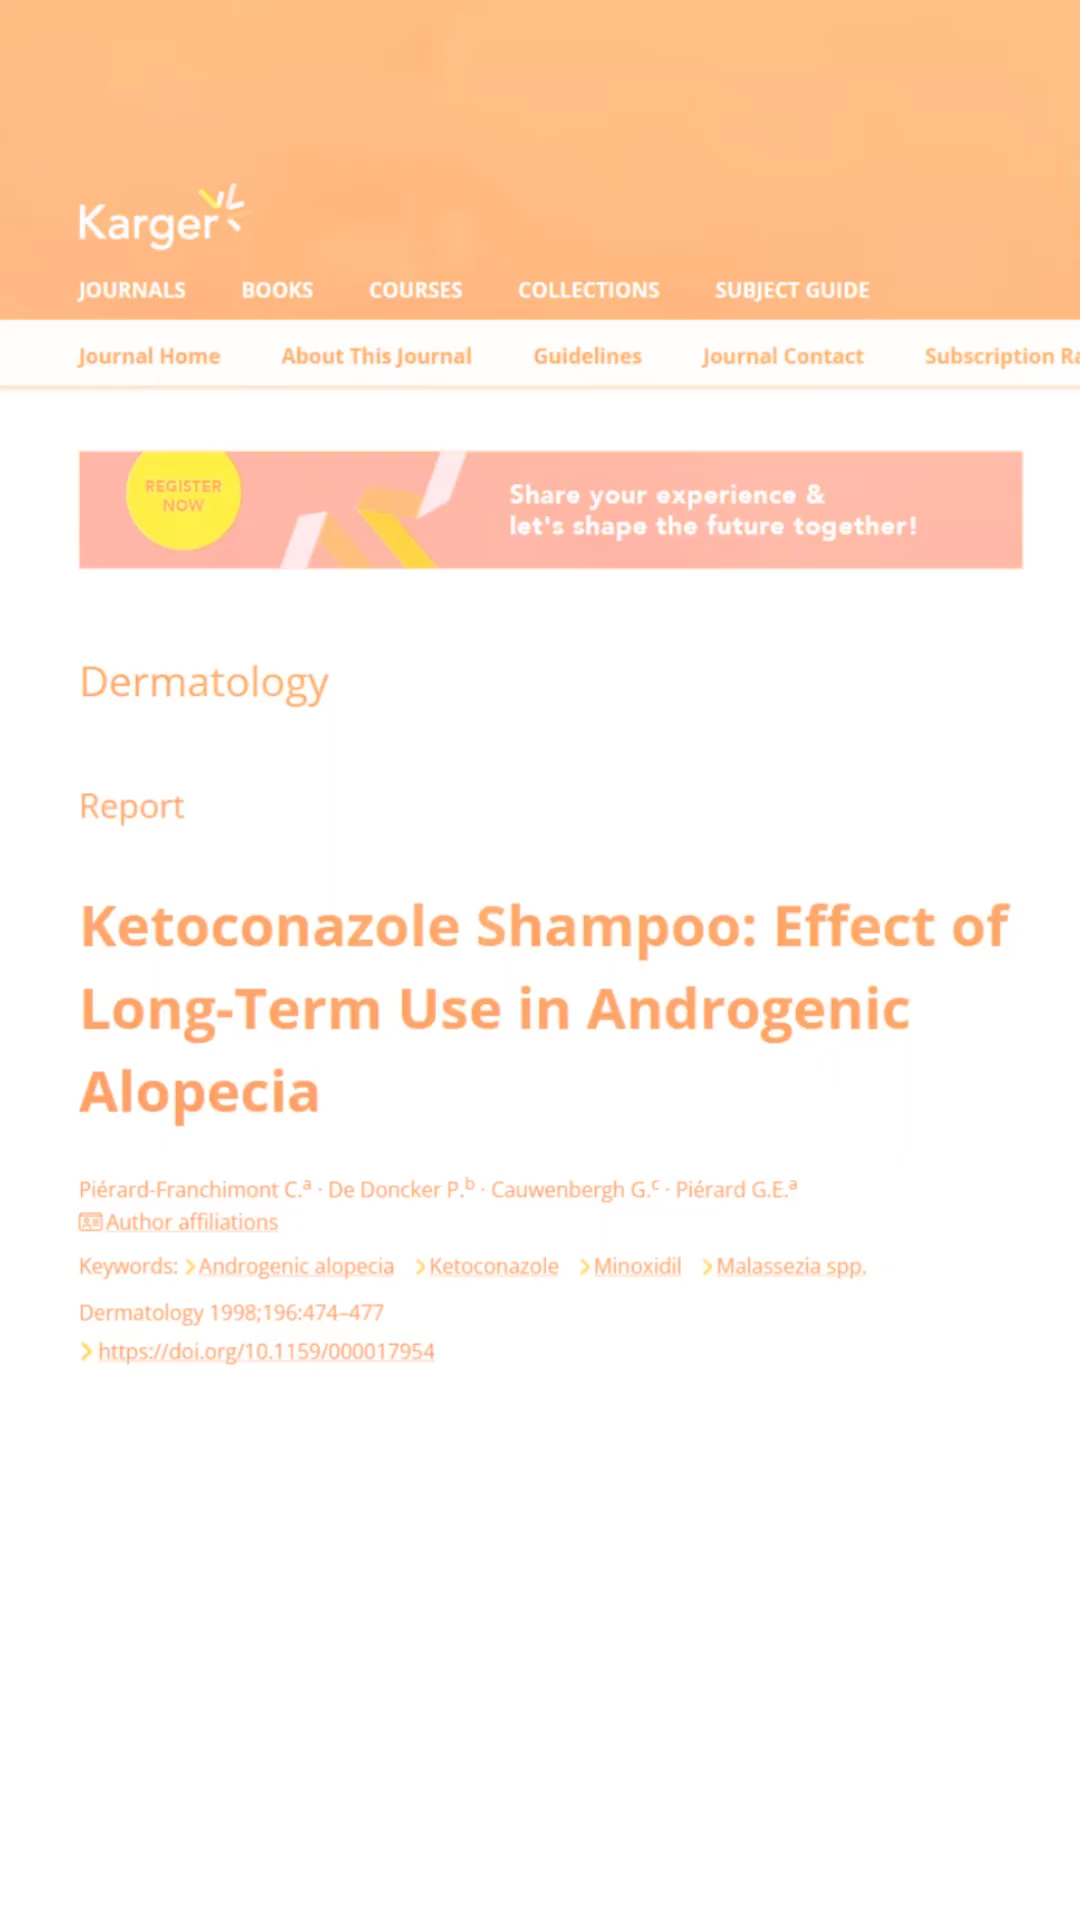 Karger
JOURNALS BOOKS COURSES COLLECTIONS SUBJECT GUIDE
Journal Home About This Journal Guidelines Journal Contact Subscription Ra
REGISTER
NOW
Share your experience &
let's shape the future together!
Dermatology
Report
Ketoconazole Shampoo: Effect of
Long-Term Use in Androgenic
Alopecia
Piérard-Franchimont C.ᵃ · De Doncker P.ᵇ · Cauwenbergh G.ᶜ · Piérard G.E.ᵃ
Author affiliations
Keywords: Androgenic alopecia Ketoconazole Minoxidil Malassezia spp.
Dermatology 1998;196:474–477
https://doi.org/10.1159/000017954